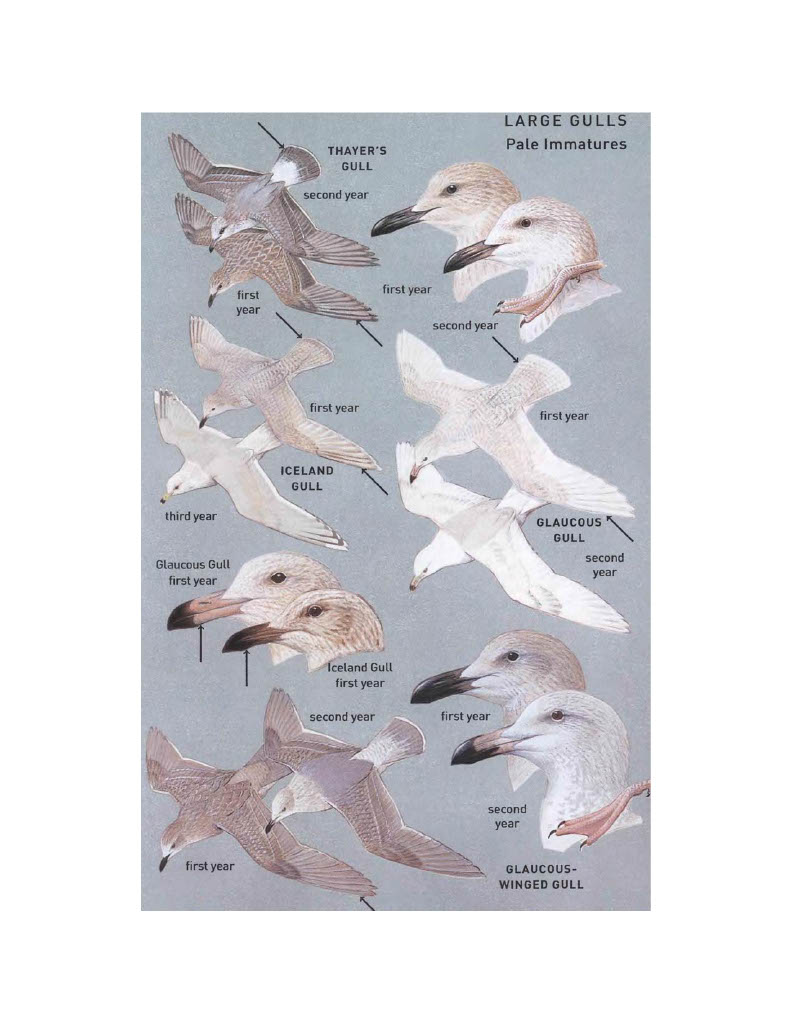 LARGE GULLS
Pale Immatures
THAYER'S
GULL
second year
first year
first
year
second year
first year
first year
ICELAND
GULL
third year
GLAUCOUS
GULL
second
year
Glaucous Gull
first year
Iceland Gull
first year
second year
first year
second
year
first year
GLAUCOUS-
WINGED GULL